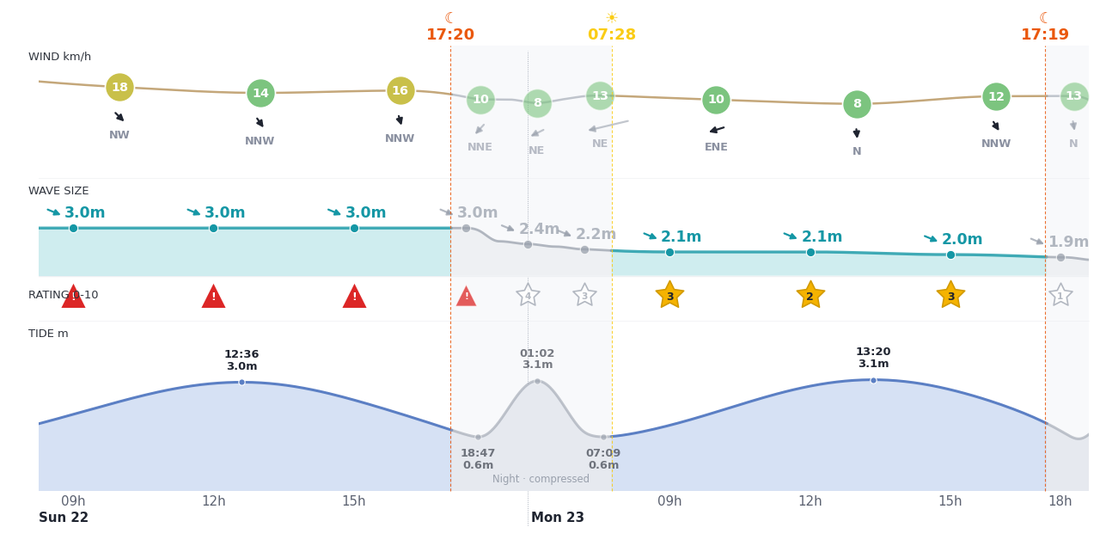 ☾ ☀ ☾
17:20 07:28 17:19
WIND km/h
18 14 16 10 8 13 10 8 12 13
NW NNW NNW NNE NE NE ENE N NNW N
WAVE SIZE
3.0m 3.0m 3.0m 3.0m 2.4m 2.2m 2.1m 2.1m 2.0m 1.9m
RATING 0-10
! ! ! ! 4 3 3 2 3 1
TIDE m
12:36 01:02 13:20
3.0m 3.1m 3.1m
18:47 07:09
0.6m 0.6m
Night · compressed
09h 12h 15h 09h 12h 15h 18h
Sun 22 Mon 23